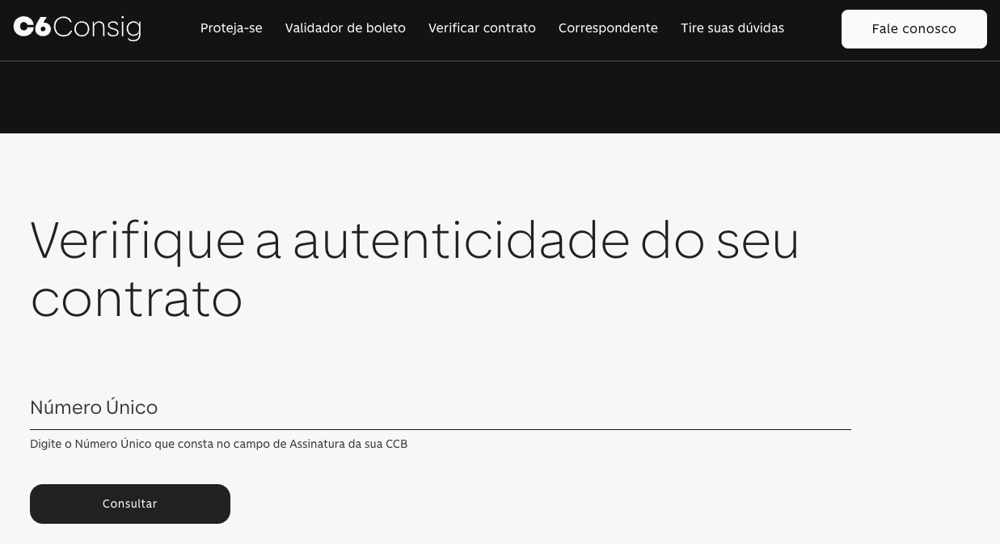 C6Consig
Proteja-se
Validador de boleto
Verificar contrato
Correspondente
Tire suas dúvidas
Fale conosco
Verifique a autenticidade do seu
contrato
Número Único
Digite o Número Único que consta no campo de Assinatura da sua CCB
Consultar